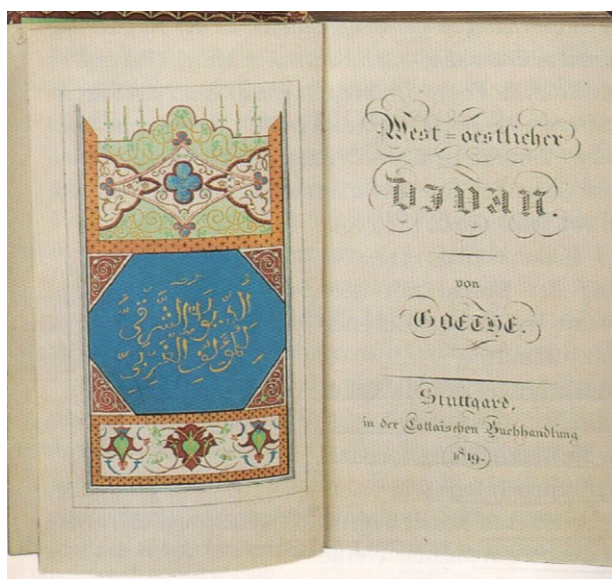 الديوان الشرقي
للمؤلف الغربي
West=oestlicher
DIVAN.
von
GOETHE.
Stuttgard,
in der Cottaischen Buchhandlung
1819.